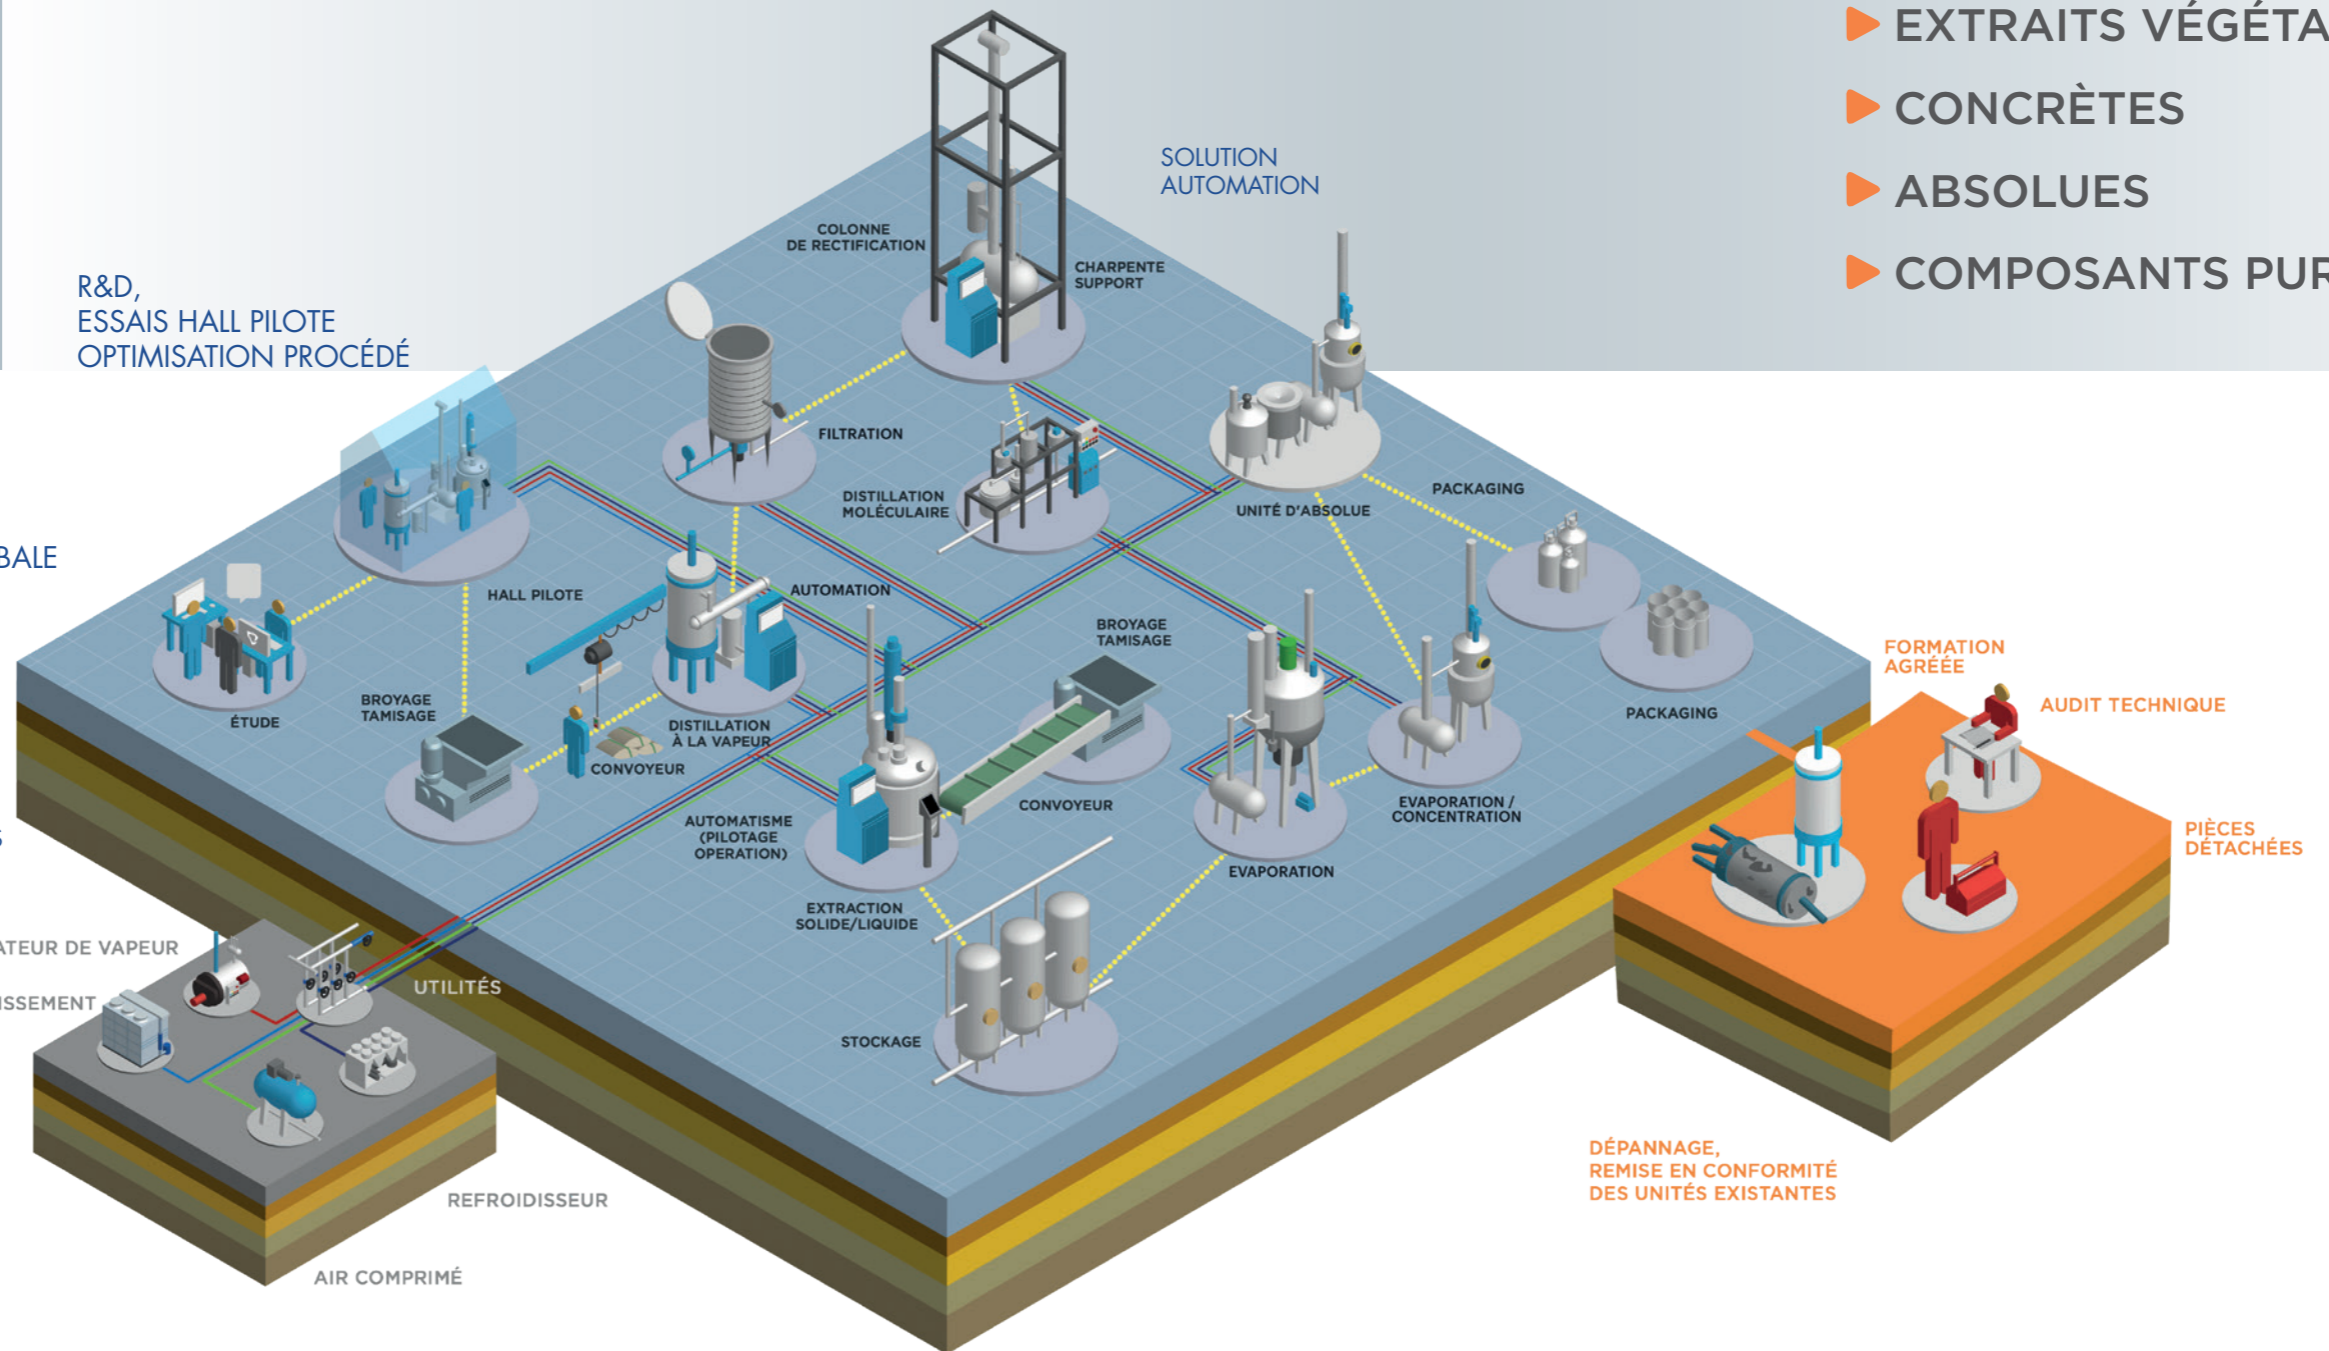 EXTRAITS VÉGÉTA
CONCRÈTES
ABSOLUES
COMPOSANTS PUR
SOLUTION
AUTOMATION
R&D,
ESSAIS HALL PILOTE
OPTIMISATION PROCÉDÉ
COLONNE
DE RECTIFICATION
CHARPENTE
SUPPORT
FILTRATION
DISTILLATION
MOLÉCULAIRE
UNITÉ D'ABSOLUE
PACKAGING
BALE
HALL PILOTE
AUTOMATION
BROYAGE
TAMISAGE
ÉTUDE
BROYAGE
TAMISAGE
DISTILLATION
À LA VAPEUR
CONVOYEUR
PACKAGING
FORMATION
AGRÉÉE
AUDIT TECHNIQUE
CONVOYEUR
EVAPORATION /
CONCENTRATION
AUTOMATISME
(PILOTAGE
OPERATION)
PIÈCES
DÉTACHÉES
S
EVAPORATION
EXTRACTION
SOLIDE/LIQUIDE
ATEUR DE VAPEUR
UTILITÉS
ISSEMENT
STOCKAGE
DÉPANNAGE,
REMISE EN CONFORMITÉ
DES UNITÉS EXISTANTES
REFROIDISSEUR
AIR COMPRIMÉ